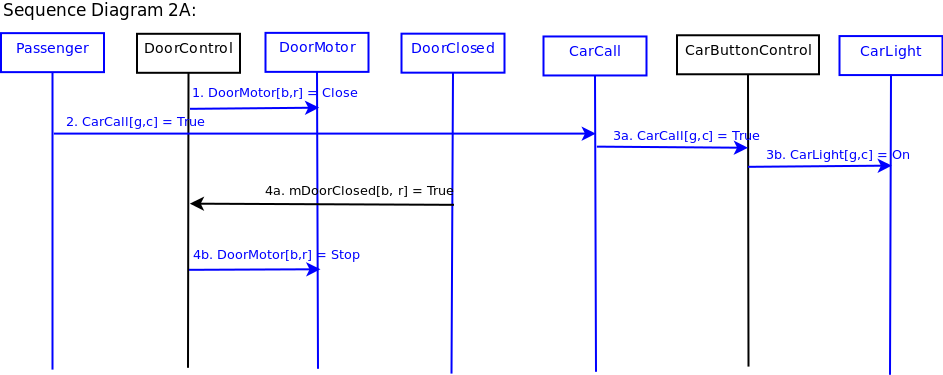 Sequence Diagram 2A:
Passenger
DoorControl
DoorMotor
DoorClosed
CarCall
CarButtonControl
CarLight
1. DoorMotor[b,r] = Close
2. CarCall[g,c] = True
3a. CarCall[g,c] = True
3b. CarLight[g,c] = On
4a. mDoorClosed[b, r] = True
4b. DoorMotor[b,r] = Stop